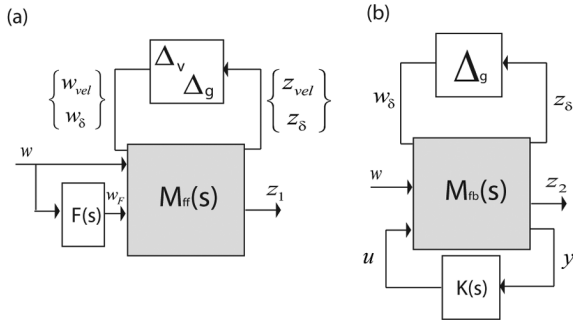 (a)
Δv
Δg
{ wvel wδ }
{ zvel zδ }
w
F(s)
wF
Mff(s)
z1
(b)
Δg
wδ
zδ
w
Mfb(s)
z2
u
K(s)
y